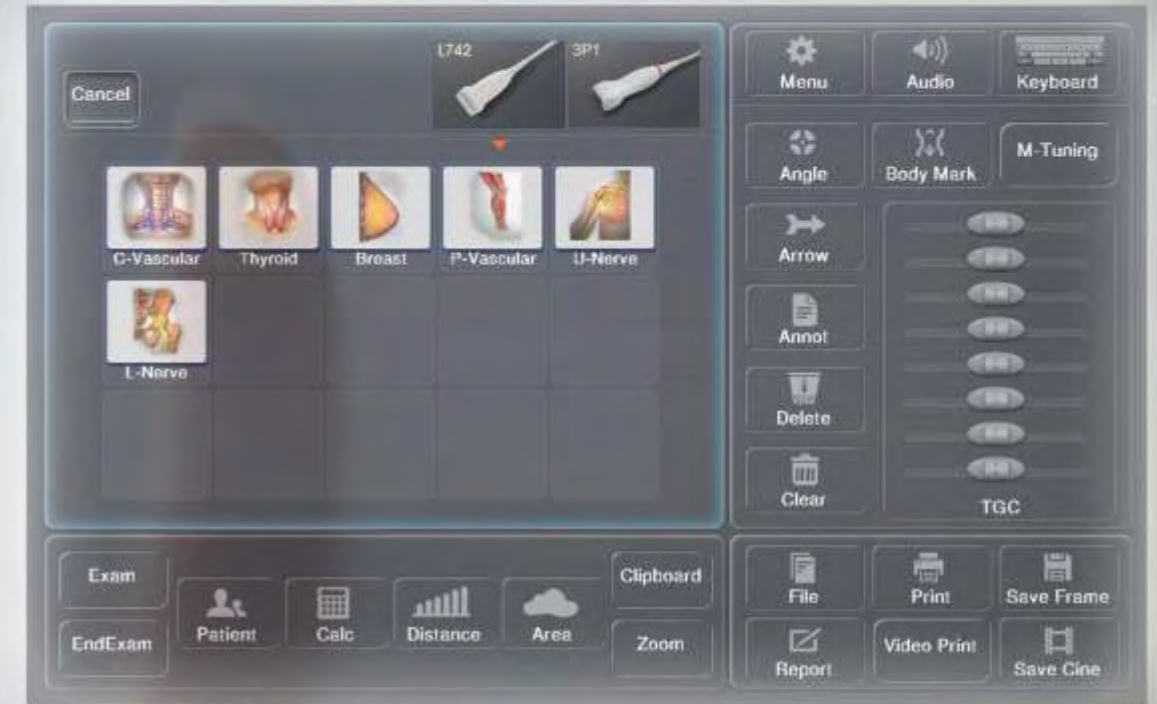 L742
3P1
Cancel
C-Vascular
Thyroid
Breast
P-Vascular
U-Nerve
L-Nerve
Menu
Audio
Keyboard
Angle
Body Mark
M-Tuning
Arrow
Annot
Delete
Clear
TGC
Exam
EndExam
Patient
Calc
Distance
Area
Clipboard
Zoom
File
Print
Save Frame
Report
Video Print
Save Cine